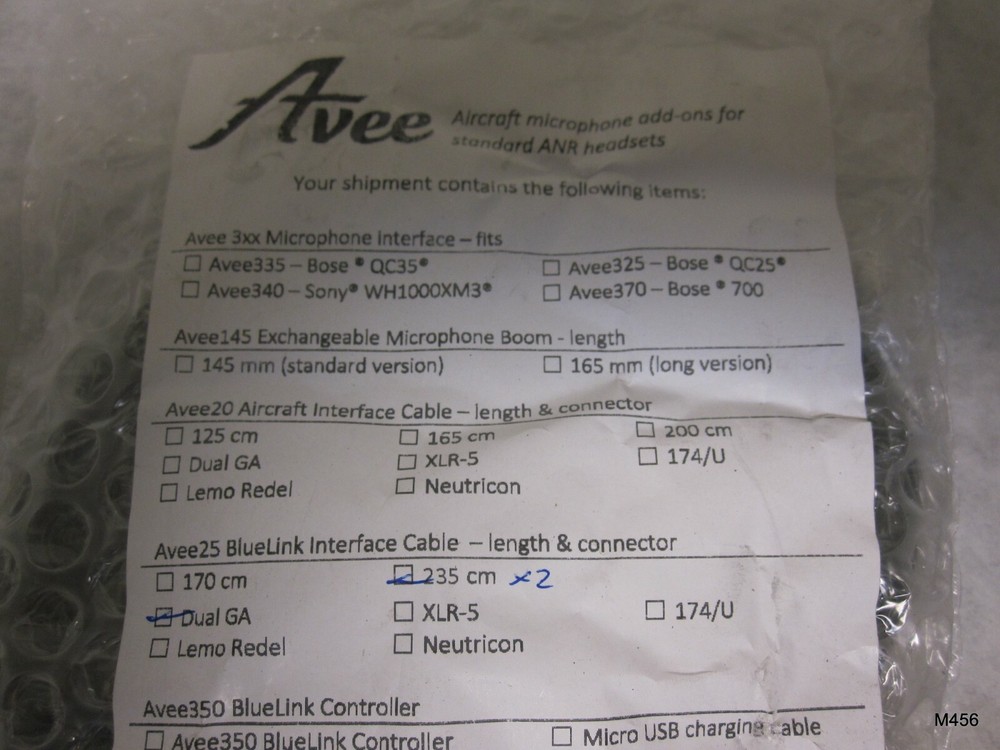 Avee Aircraft microphone add-ons for
standard ANR headsets
Your shipment contains the following items:
Avee 3xx Microphone Interface – fits
☐ Avee335 – Bose ® QC35® ☐ Avee325 – Bose ® QC25®
☐ Avee340 – Sony® WH1000XM3® ☐ Avee370 – Bose ® 700
Avee145 Exchangeable Microphone Boom - length
☐ 145 mm (standard version) ☐ 165 mm (long version)
Avee20 Aircraft Interface Cable – length & connector
☐ 125 cm ☐ 165 cm ☐ 200 cm
☐ Dual GA ☐ XLR-5 ☐ 174/U
☐ Lemo Redel ☐ Neutricon
Avee25 BlueLink Interface Cable – length & connector
☐ 170 cm ☐ 235 cm x2
☐ Dual GA ☐ XLR-5 ☐ 174/U
☐ Lemo Redel ☐ Neutricon
Avee350 BlueLink Controller
☐ Avee350 BlueLink Controller ☐ Micro USB charging cable
M456